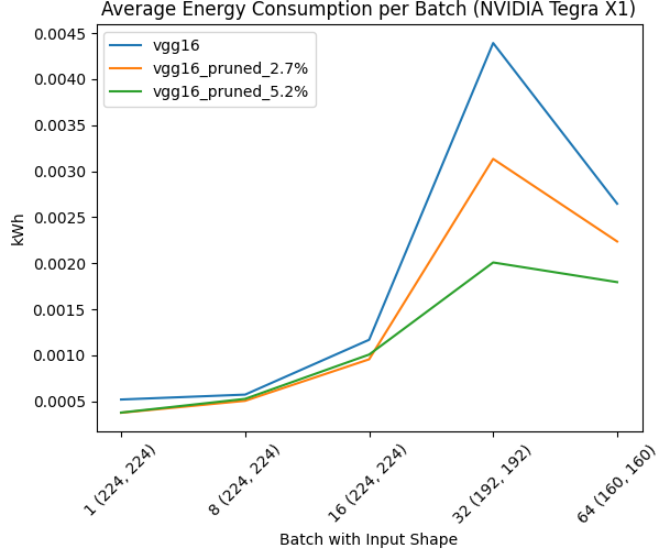 Average Energy Consumption per Batch (NVIDIA Tegra X1)
vgg16
vgg16_pruned_2.7%
vgg16_pruned_5.2%
kWh
0.0045
0.0040
0.0035
0.0030
0.0025
0.0020
0.0015
0.0010
0.0005
1 (224, 224)
8 (224, 224)
16 (224, 224)
32 (192, 192)
64 (160, 160)
Batch with Input Shape